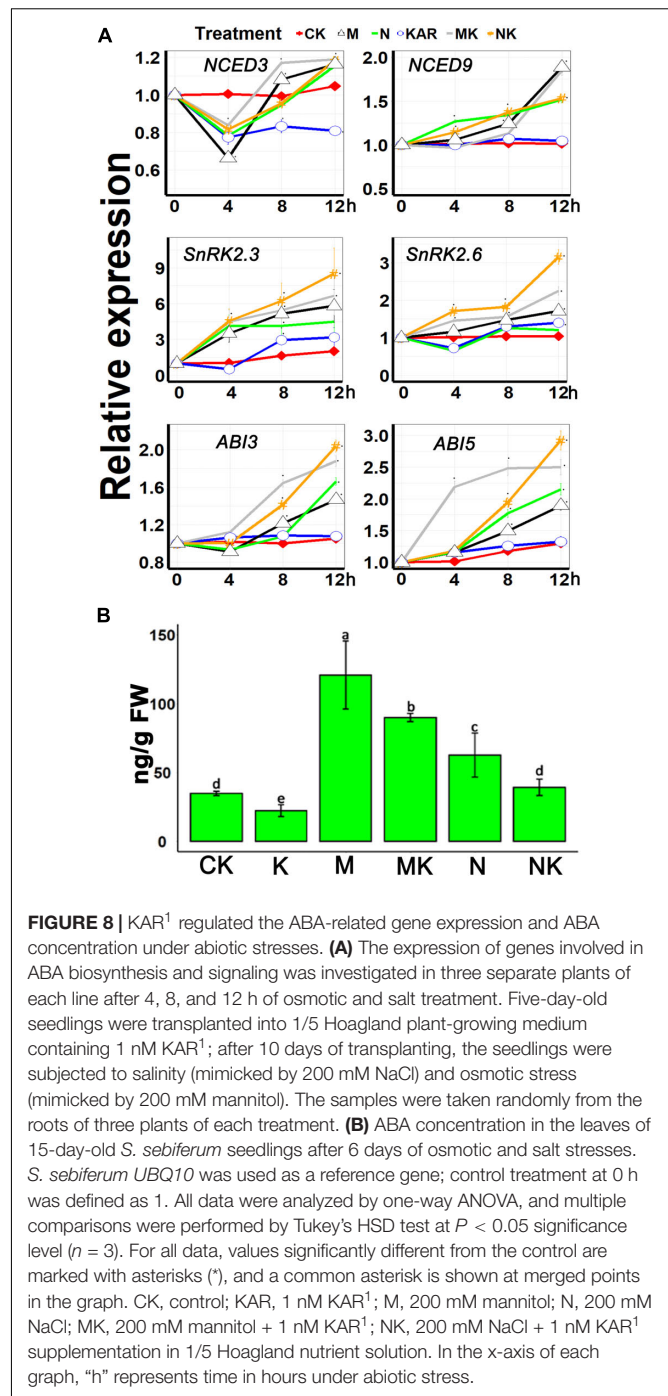 A
Treatment CK M N KAR MK NK
Relative expression
NCED3
1.2
1.0
0.8
0.6
0 4 8 12h
NCED9
2.0
1.5
1.0
0.5
0 4 8 12h
SnRK2.3
9
6
3
0
0 4 8 12h
SnRK2.6
3
2
1
0
0 4 8 12h
ABI3
2.0
1.6
1.2
0.8
0 4 8 12h
ABI5
3.0
2.5
2.0
1.5
1.0
0 4 8 12h
B
ng/g FW
150
100
50
0
d e a b c d
CK K M MK N NK
FIGURE 8 | KAR¹ regulated the ABA-related gene expression and ABA
concentration under abiotic stresses. (A) The expression of genes involved in
ABA biosynthesis and signaling was investigated in three separate plants of
each line after 4, 8, and 12 h of osmotic and salt treatment. Five-day-old
seedlings were transplanted into 1/5 Hoagland plant-growing medium
containing 1 nM KAR¹; after 10 days of transplanting, the seedlings were
subjected to salinity (mimicked by 200 mM NaCl) and osmotic stress
(mimicked by 200 mM mannitol). The samples were taken randomly from the
roots of three plants of each treatment. (B) ABA concentration in the leaves of
15-day-old S. sebiferum seedlings after 6 days of osmotic and salt stresses.
S. sebiferum UBQ10 was used as a reference gene; control treatment at 0 h
was defined as 1. All data were analyzed by one-way ANOVA, and multiple
comparisons were performed by Tukey's HSD test at P < 0.05 significance
level (n = 3). For all data, values significantly different from the control are
marked with asterisks (*), and a common asterisk is shown at merged points
in the graph. CK, control; KAR, 1 nM KAR¹; M, 200 mM mannitol; N, 200 mM
NaCl; MK, 200 mM mannitol + 1 nM KAR¹; NK, 200 mM NaCl + 1 nM KAR¹
supplementation in 1/5 Hoagland nutrient solution. In the x-axis of each
graph, "h" represents time in hours under abiotic stress.